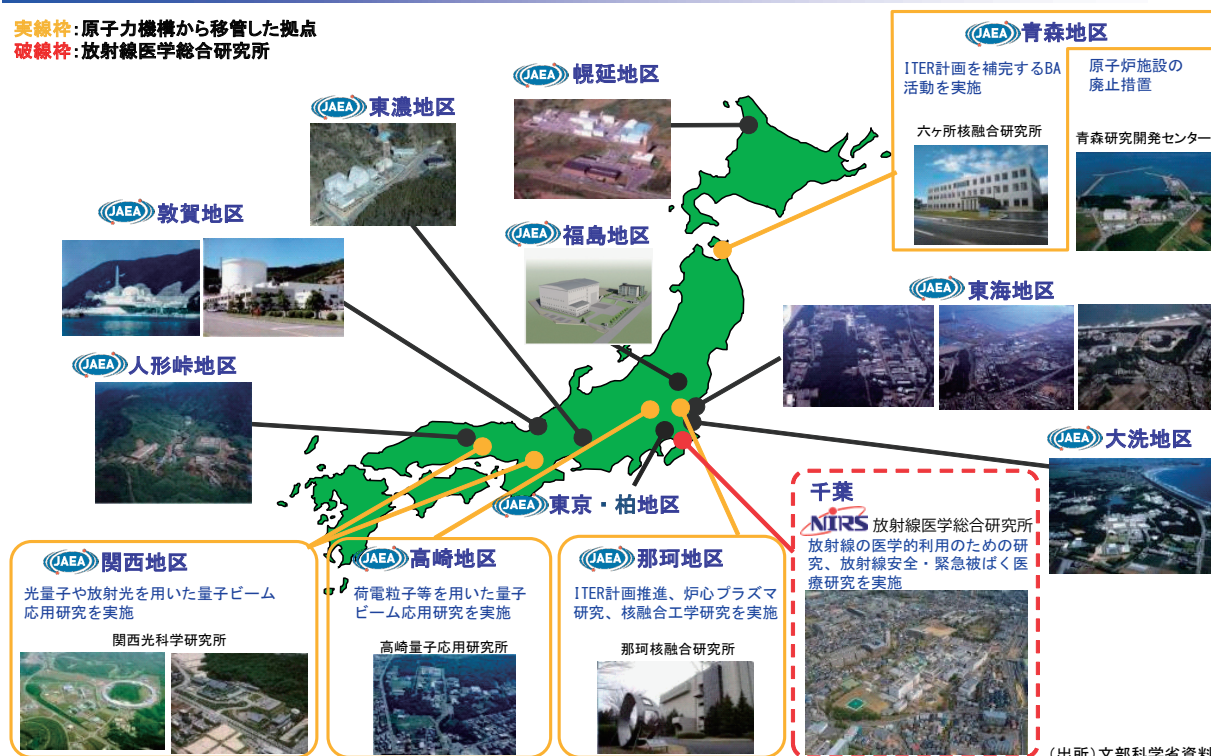 実線枠：原子力機構から移管した拠点
破線枠：放射線医学総合研究所
JAEA 青森地区
ITER計画を補完するBA
活動を実施
六ヶ所核融合研究所
原子炉施設の
廃止措置
青森研究開発センター
JAEA 幌延地区
JAEA 東濃地区
JAEA 敦賀地区
JAEA 福島地区
JAEA 東海地区
JAEA 人形峠地区
JAEA 大洗地区
JAEA 東京・柏地区
JAEA 関西地区
光量子や放射光を用いた量子ビーム
応用研究を実施
関西光科学研究所
JAEA 高崎地区
荷電粒子等を用いた量子
ビーム応用研究を実施
高崎量子応用研究所
JAEA 那珂地区
ITER計画推進、炉心プラズマ
研究、核融合工学研究を実施
那珂核融合研究所
千葉
NIRS 放射線医学総合研究所
放射線の医学的利用のための研
究、放射線安全・緊急被ばく医
療研究を実施
（出所）文部科学省資料